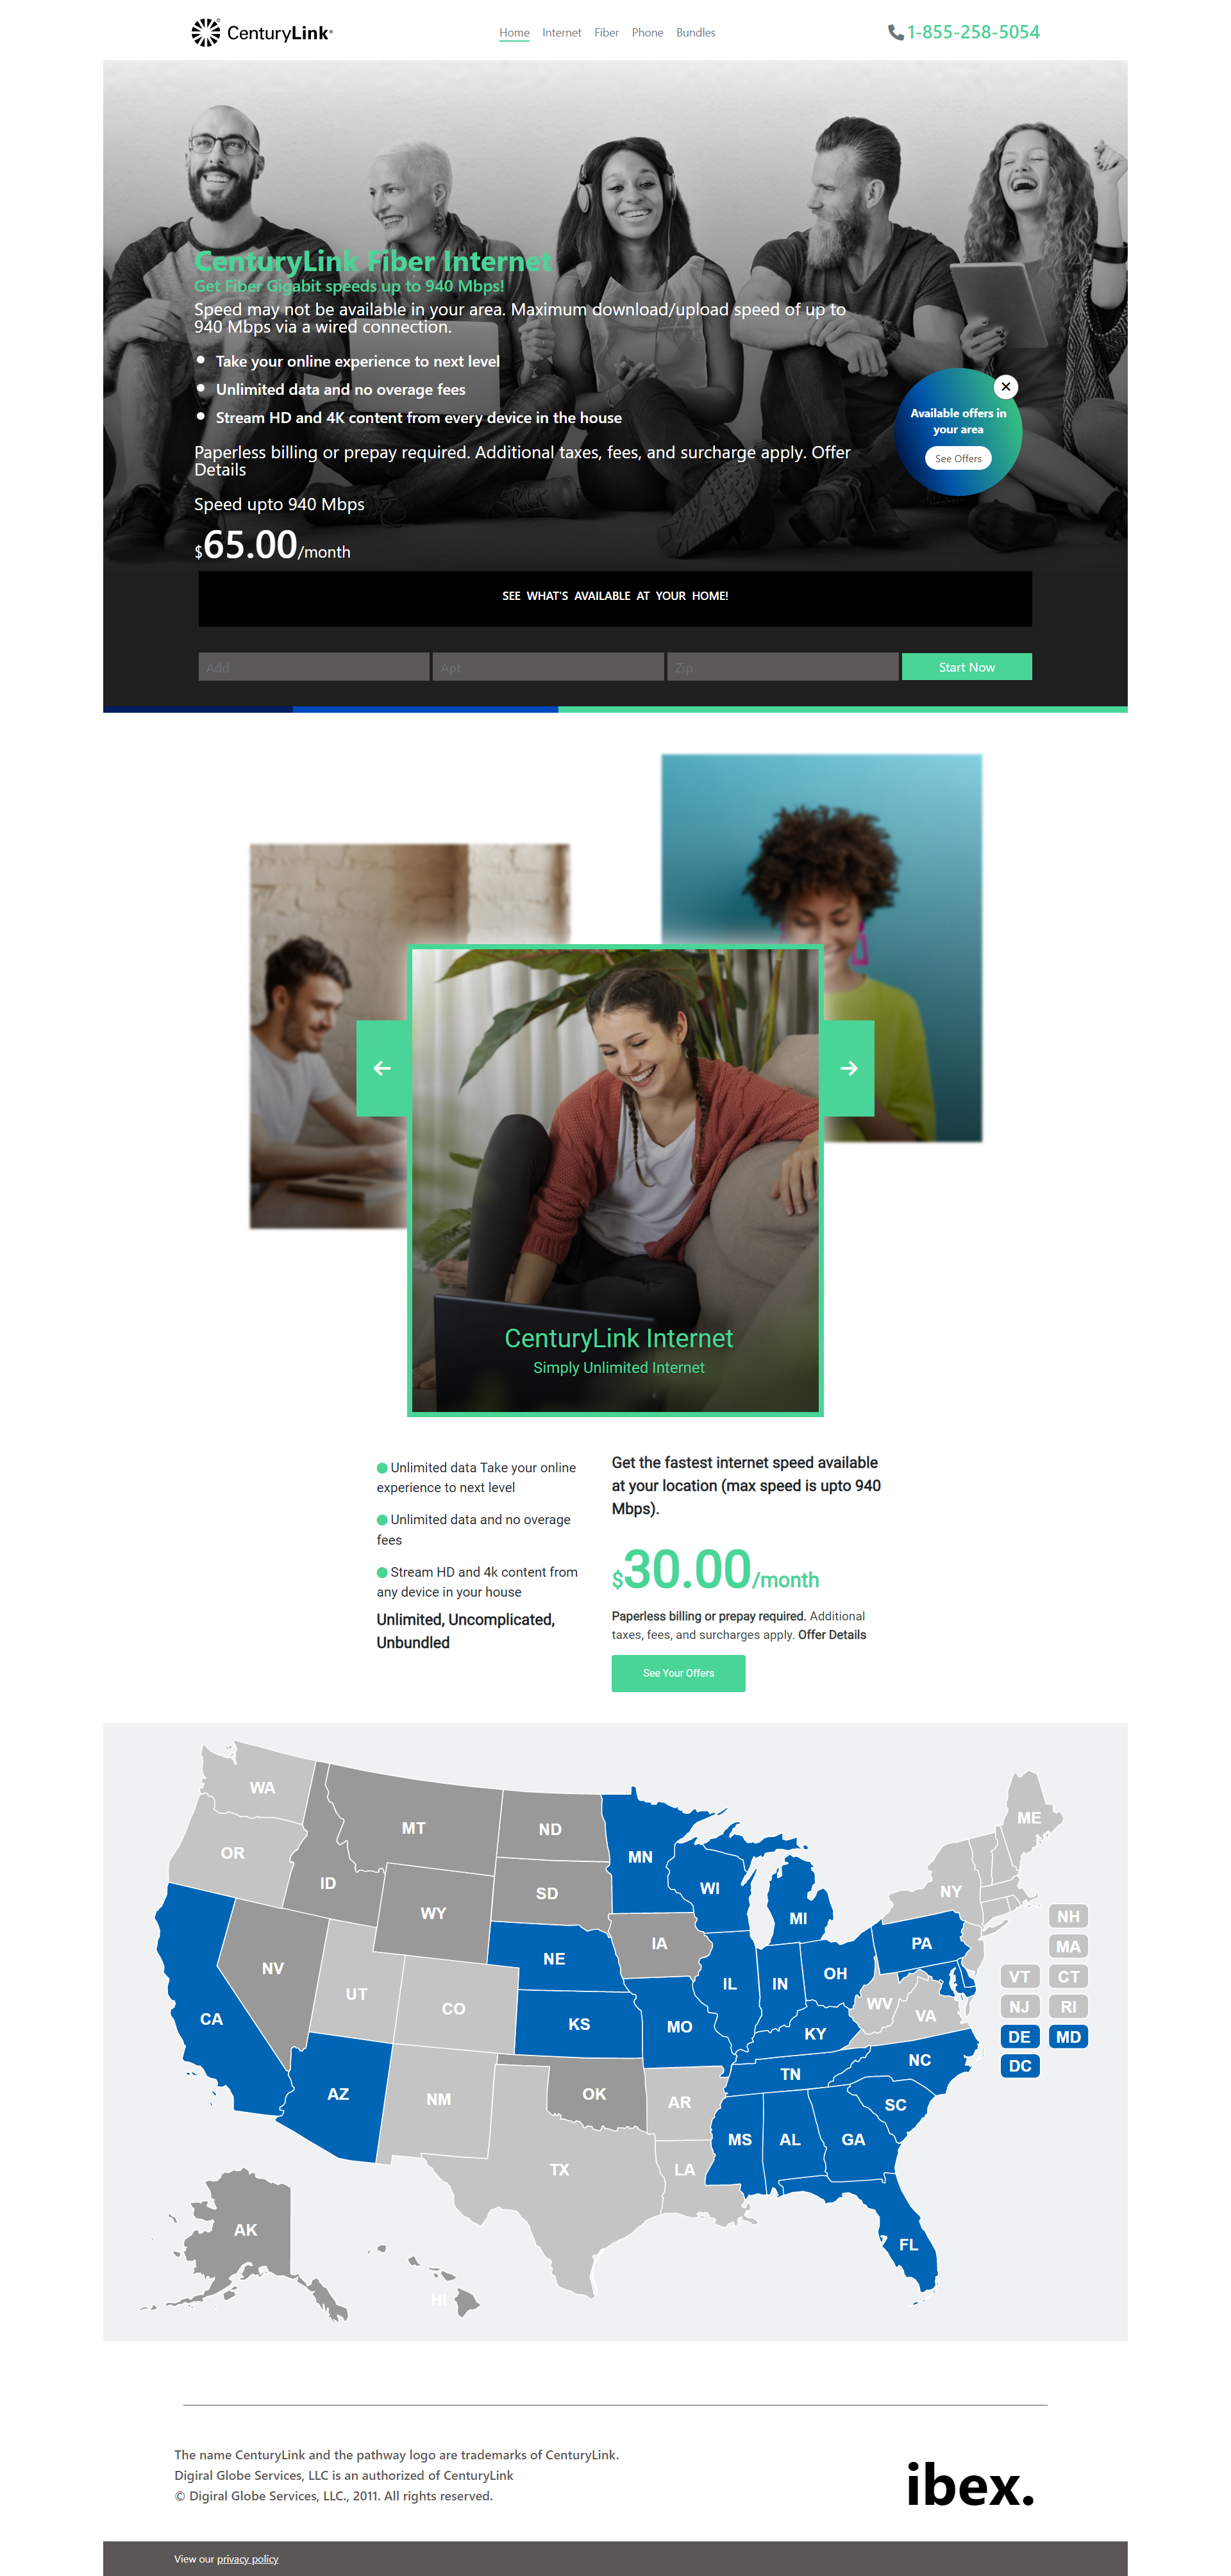 CenturyLink®
Home Internet Fiber Phone Bundles
1-855-258-5054
CenturyLink Fiber Internet
Get Fiber Gigabit speeds up to 940 Mbps!
Speed may not be available in your area. Maximum download/upload speed of up to
940 Mbps via a wired connection.
Take your online experience to next level
Unlimited data and no overage fees
Stream HD and 4K content from every device in the house
Available offers in
your area
See Offers
Paperless billing or prepay required. Additional taxes, fees, and surcharge apply. Offer
Details
Speed upto 940 Mbps
$65.00/month
SEE WHAT'S AVAILABLE AT YOUR HOME!
Add
Apt
Zip
Start Now
CenturyLink Internet
Simply Unlimited Internet
Unlimited data Take your online
experience to next level
Unlimited data and no overage
fees
Stream HD and 4k content from
any device in your house
Unlimited, Uncomplicated,
Unbundled
Get the fastest internet speed available
at your location (max speed is upto 940
Mbps).
$30.00/month
Paperless billing or prepay required. Additional
taxes, fees, and surcharges apply. Offer Details
See Your Offers
WA
MT
ND
ME
OR
MN
ID
SD
WI
NY
WY
MI
NH
IA
PA
MA
NE
NV
OH
VT
CT
IL
IN
UT
CO
WV
NJ
RI
VA
CA
KS
MO
KY
DE
MD
NC
DC
TN
AZ
OK
NM
AR
SC
MS
AL
GA
TX
LA
AK
FL
HI
The name CenturyLink and the pathway logo are trademarks of CenturyLink.
Digiral Globe Services, LLC is an authorized of CenturyLink
© Digiral Globe Services, LLC., 2011. All rights reserved.
ibex.
View our privacy policy